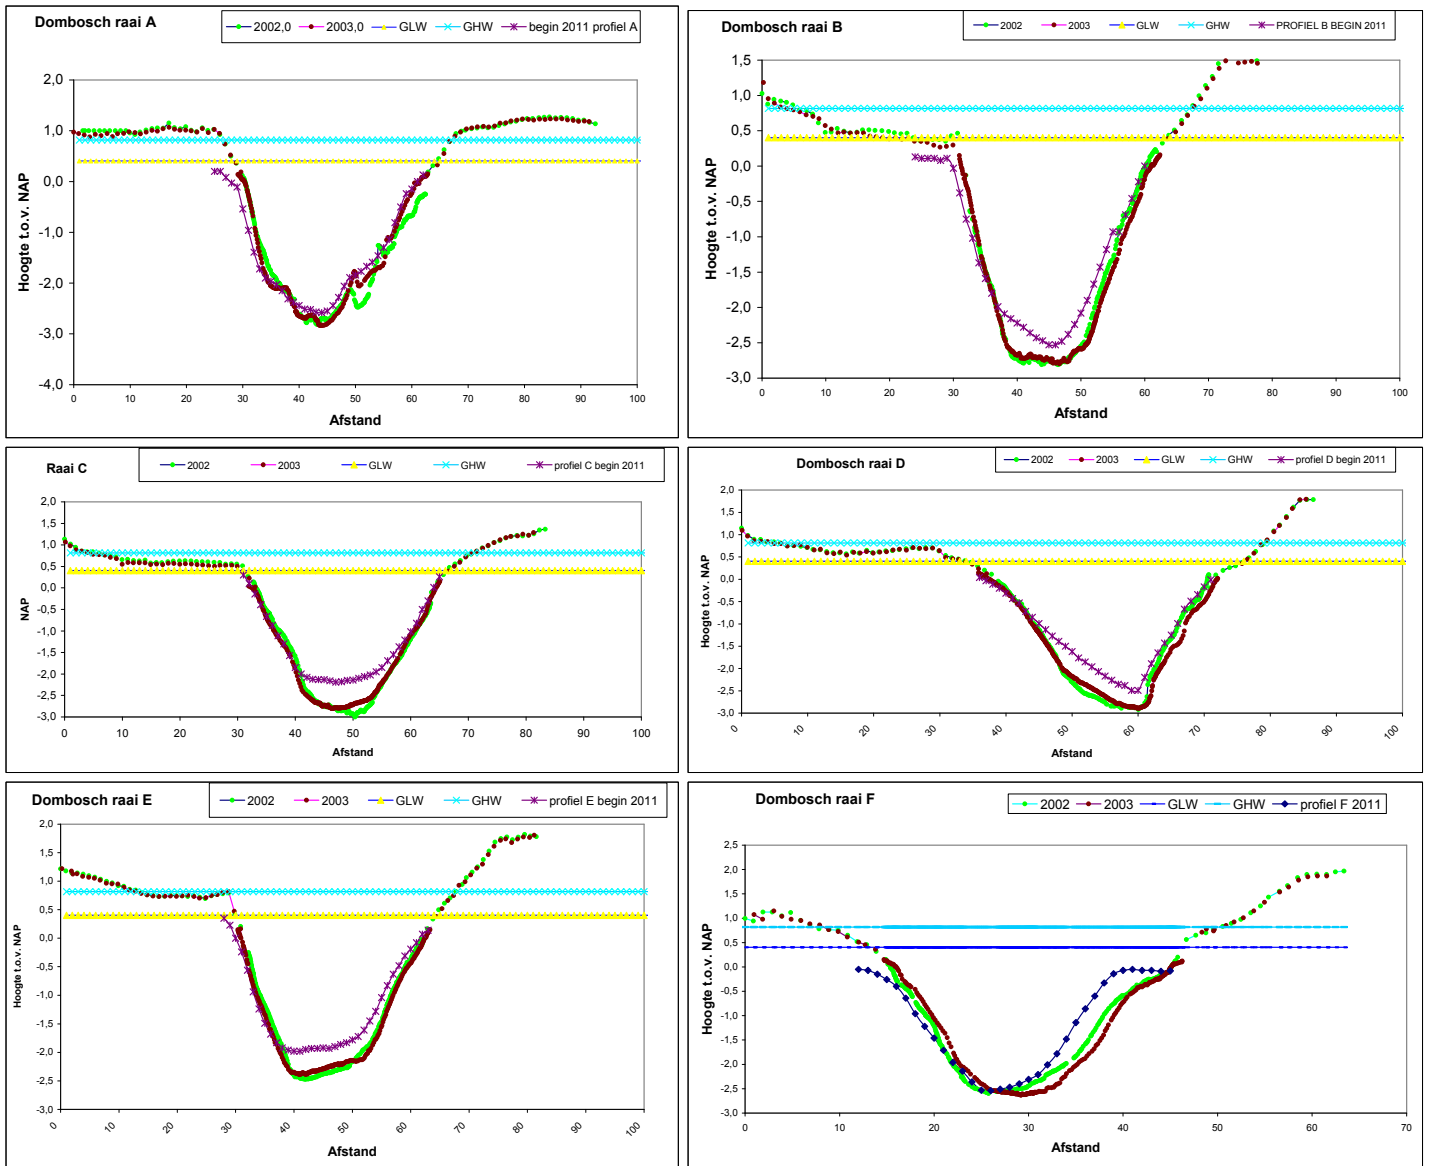 Dombosch raai A
2002,0 2003,0 GLW GHW begin 2011 profiel A
Hoogte t.o.v. NAP
2,0
1,0
0,0
-1,0
-2,0
-3,0
-4,0
0 10 20 30 40 50 60 70 80 90 100
Afstand
Dombosch raai B
2002 2003 GLW GHW PROFIEL B BEGIN 2011
Hoogte t.o.v. NAP
1,5
1,0
0,5
0,0
-0,5
-1,0
-1,5
-2,0
-2,5
-3,0
0 10 20 30 40 50 60 70 80 90 100
Afstand
Raai C
2002 2003 GLW GHW profiel C begin 2011
NAP
2,0
1,5
1,0
0,5
0,0
-0,5
-1,0
-1,5
-2,0
-2,5
-3,0
0 10 20 30 40 50 60 70 80 90 100
Afstand
Dombosch raai D
2002 2003 GLW GHW profiel D begin 2011
Hoogte t.o.v. NAP
2,0
1,5
1,0
0,5
0,0
-0,5
-1,0
-1,5
-2,0
-2,5
-3,0
0 10 20 30 40 50 60 70 80 90 100
Afstand
Dombosch raai E
2002 2003 GLW GHW profiel E begin 2011
Hoogte t.o.v. NAP
2,0
1,5
1,0
0,5
0,0
-0,5
-1,0
-1,5
-2,0
-2,5
-3,0
0 10 20 30 40 50 60 70 80 90 100
Afstand
Dombosch raai F
2002 2003 GLW GHW profiel F 2011
Hoogte t.o.v. NAP
2,5
2,0
1,5
1,0
0,5
0,0
-0,5
-1,0
-1,5
-2,0
-2,5
-3,0
0 10 20 30 40 50 60 70
Afstand